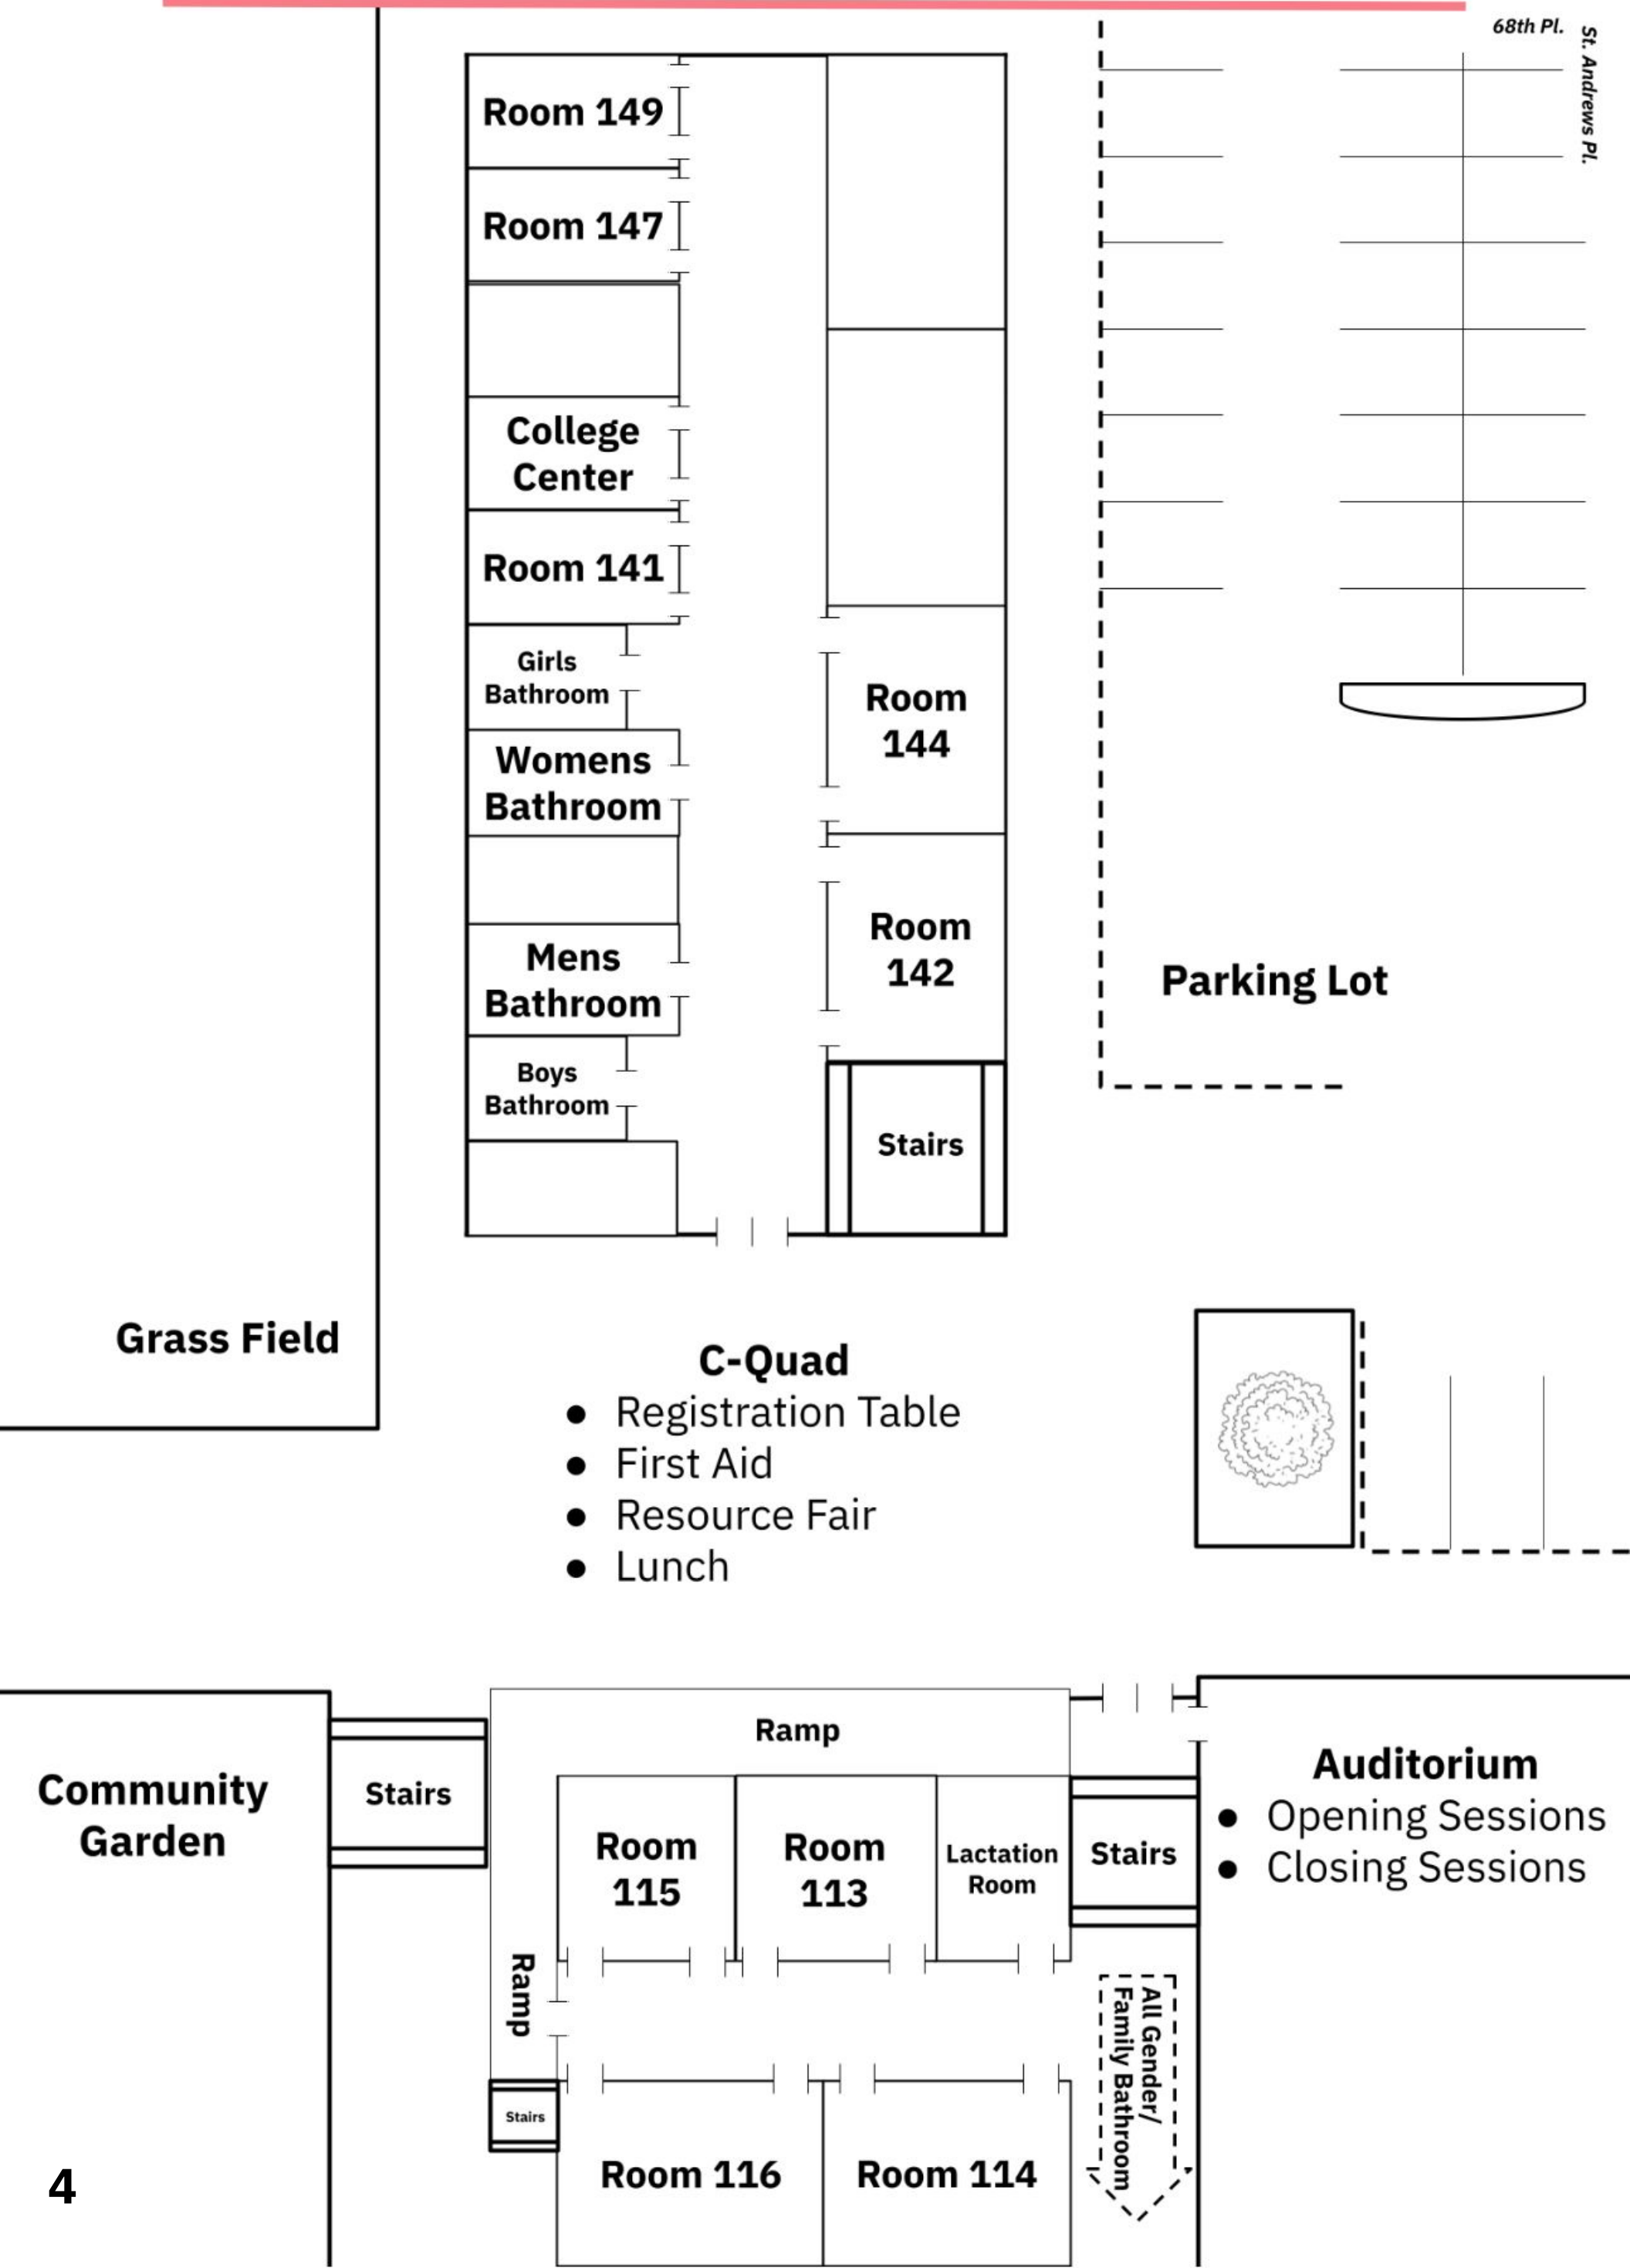 68th Pl.
St. Andrews Pl.
Room 149
Room 147
College
Center
Room 141
Girls
Bathroom
Womens
Bathroom
Room
144
Mens
Bathroom
Room
142
Parking Lot
Boys
Bathroom
Stairs
Grass Field
C-Quad
● Registration Table
● First Aid
● Resource Fair
● Lunch
Community
Garden
Stairs
Ramp
Room
115
Room
113
Lactation
Room
Stairs
Auditorium
● Opening Sessions
● Closing Sessions
Ramp
All Gender/
Family Bathroom
Stairs
Room 116
Room 114
4